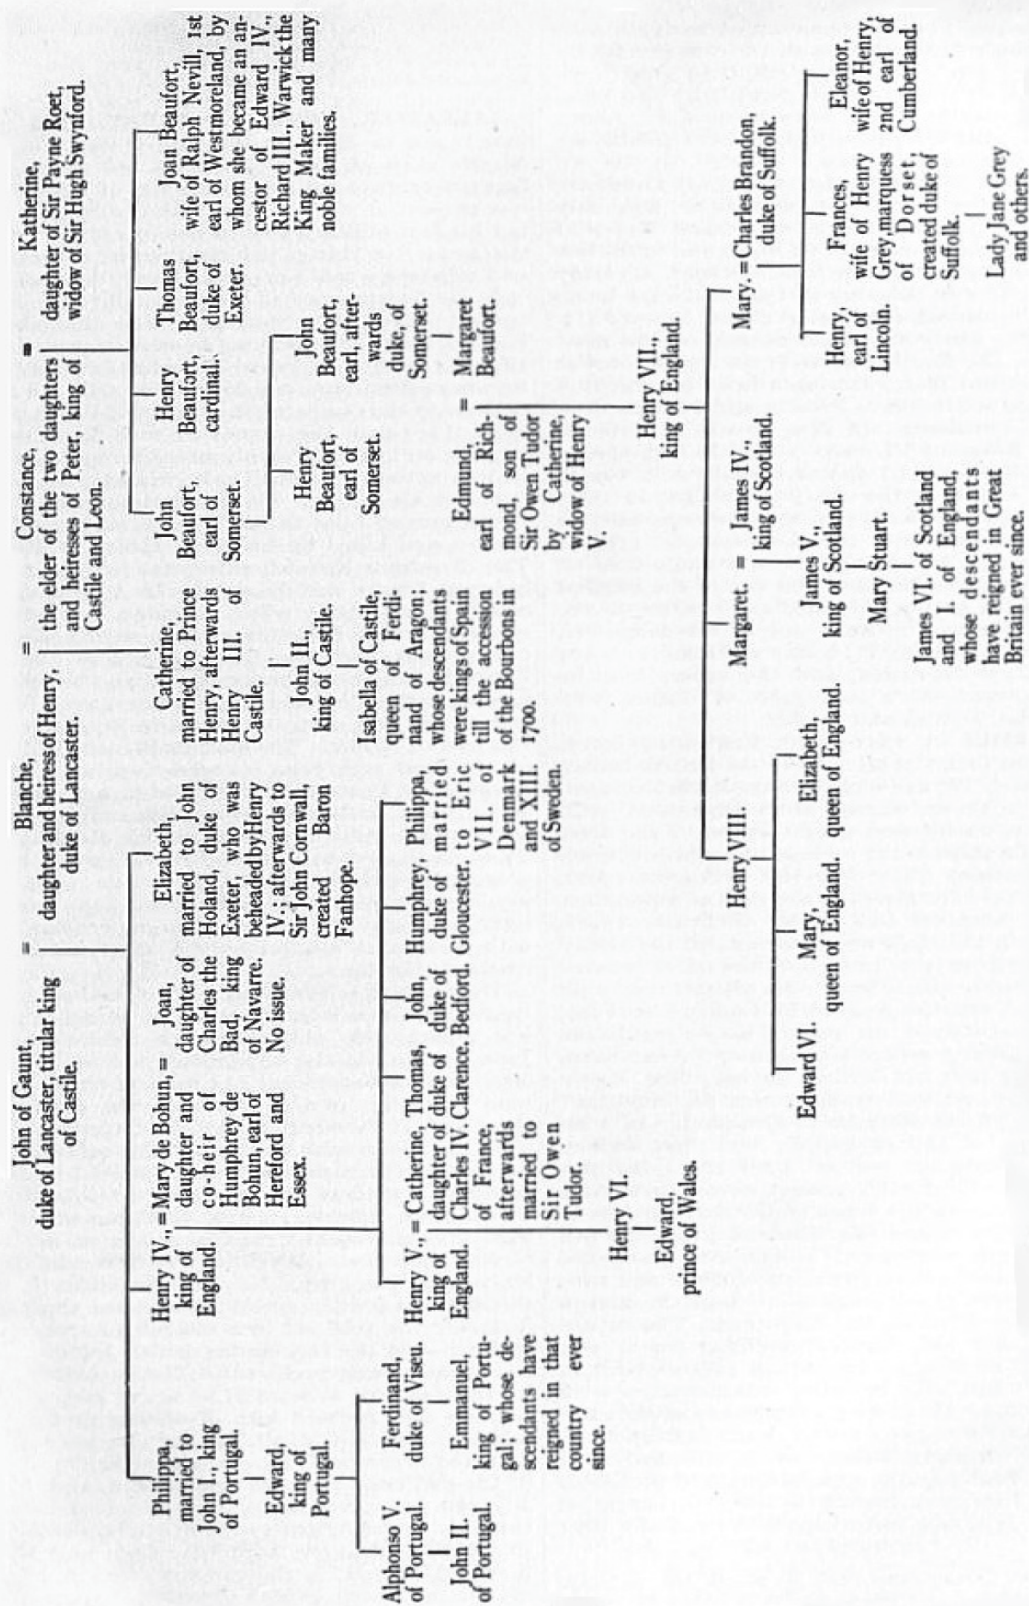 John of Gaunt,
duke of Lancaster, titular king
of Castile.
=
Blanche,
daughter and heiress of Henry,
duke of Lancaster.
=
Constance,
the elder of the two daughters
and heiresses of Peter, king of
Castile and Leon.
=
Katherine,
daughter of Sir Payne Roet,
widow of Sir Hugh Swynford.
Philippa,
married to
John I., king
of Portugal.
Henry IV., =
king of
England.
Mary de Bohun, =
daughter and
co-heir of
Humphrey de
Bohun, earl of
Hereford and
Essex.
Joan,
daughter of
Charles the
Bad, king
of Navarre.
No issue.
Elizabeth,
married to John
Holand, duke of
Exeter, who was
beheaded by Henry
IV.; afterwards to
Sir John Cornwall,
created Baron
Fanhope.
Catherine,
married to Prince
Henry, afterwards
Henry III. of
Castile.
John
Beaufort,
earl of
Somerset
Henry
Beaufort,
cardinal.
Thomas
Beaufort,
duke of
Exeter.
Joan Beaufort,
wife of Ralph Nevill, 1st
earl of Westmoreland, by
whom she became an an-
cestor of Edward IV.,
Richard III., Warwick the
King Maker and many
noble families.
Edward,
king of
Portugal.
John II.,
king of Castile.
Henry
Beaufort,
earl of
Somerset.
John
Beaufort,
earl, after-
wards
duke, of
Somerset.
Isabella of Castile,
queen of Ferdi-
nand of Aragon;
whose descendants
were kings of Spain
till the accession
of the Bourbons in
1700.
Alphonso V.
of Portugal.
Ferdinand,
duke of Viseu.
Henry V., =
king of
England.
Catherine,
daughter of
Charles IV.
of France,
afterwards
married to
Sir Owen
Tudor.
Thomas,
duke of
Clarence.
John,
duke of
Bedford.
Humphrey,
duke of
Gloucester.
Philippa,
married
to Eric
VII. of
Denmark
and XIII.
of Sweden.
Edmund,
earl of Rich-
mond, son of
Sir Owen Tudor
by Catherine,
widow of Henry
V.
=
Margaret
Beaufort
John II.
of Portugal.
Emmanuel,
king of Portu-
gal; whose de-
scendants have
reigned in that
country ever
since.
Henry VI.
Henry VII.,
king of England.
Edward,
prince of Wales.
Henry VIII.
Margaret. =
James IV.,
king of Scotland.
Mary. =
Charles Brandon,
duke of Suffolk.
Edward VI.
Mary,
queen of England.
Elizabeth,
queen of England.
James V.,
king of Scotland.
Henry,
earl of
Lincoln.
Frances,
wife of Henry
Grey, marquess
of Dorset,
created duke of
Suffolk.
Eleanor,
wife of Henry,
2nd earl of
Cumberland.
Mary Stuart.
James VI. of Scotland
and I. of England,
whose descendants
have reigned in Great
Britain ever since.
Lady Jane Grey
and others.